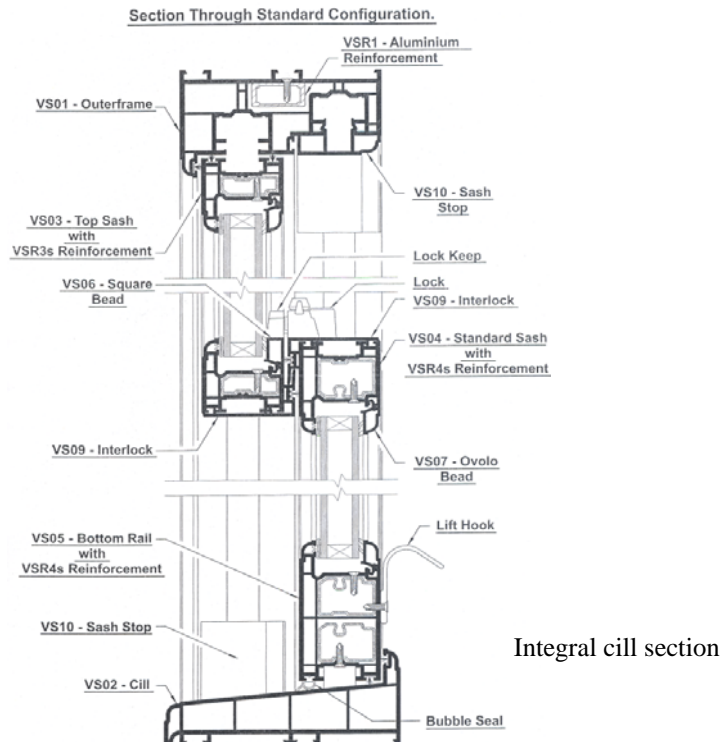 Section Through Standard Configuration.
VSR1 - Aluminium
Reinforcement
VS01 - Outerframe
VS10 - Sash
Stop
VS03 - Top Sash
with
VSR3s Reinforcement
Lock Keep
VS06 - Square
Bead
Lock
VS09 - Interlock
VS04 - Standard Sash
with
VSR4s Reinforcement
VS09 - Interlock
VS07 - Ovolo
Bead
Lift Hook
VS05 - Bottom Rail
with
VSR4s Reinforcement
VS10 - Sash Stop
Integral cill section
VS02 - Cill
Bubble Seal